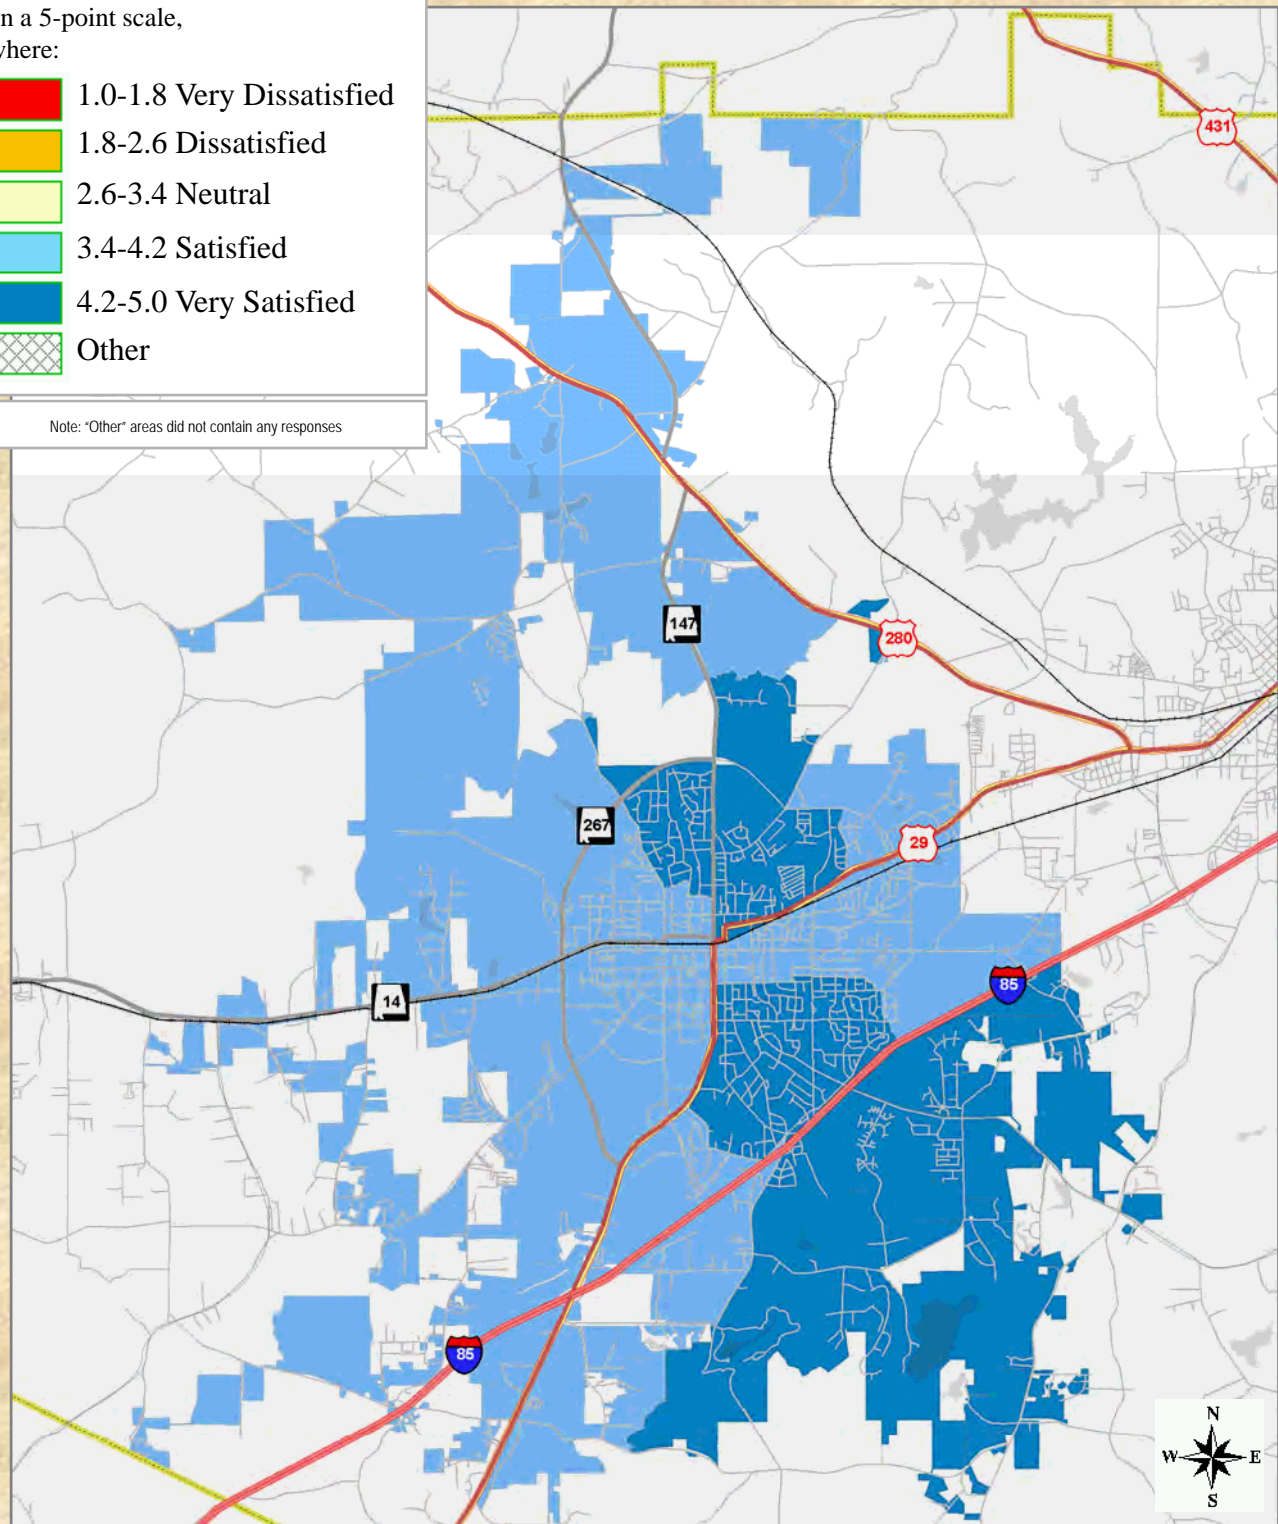 n a 5-point scale,
where:
1.0-1.8 Very Dissatisfied
1.8-2.6 Dissatisfied
2.6-3.4 Neutral
3.4-4.2 Satisfied
4.2-5.0 Very Satisfied
Other
Note: "Other" areas did not contain any responses
431
147
280
267
29
85
14
85
N
W E
S